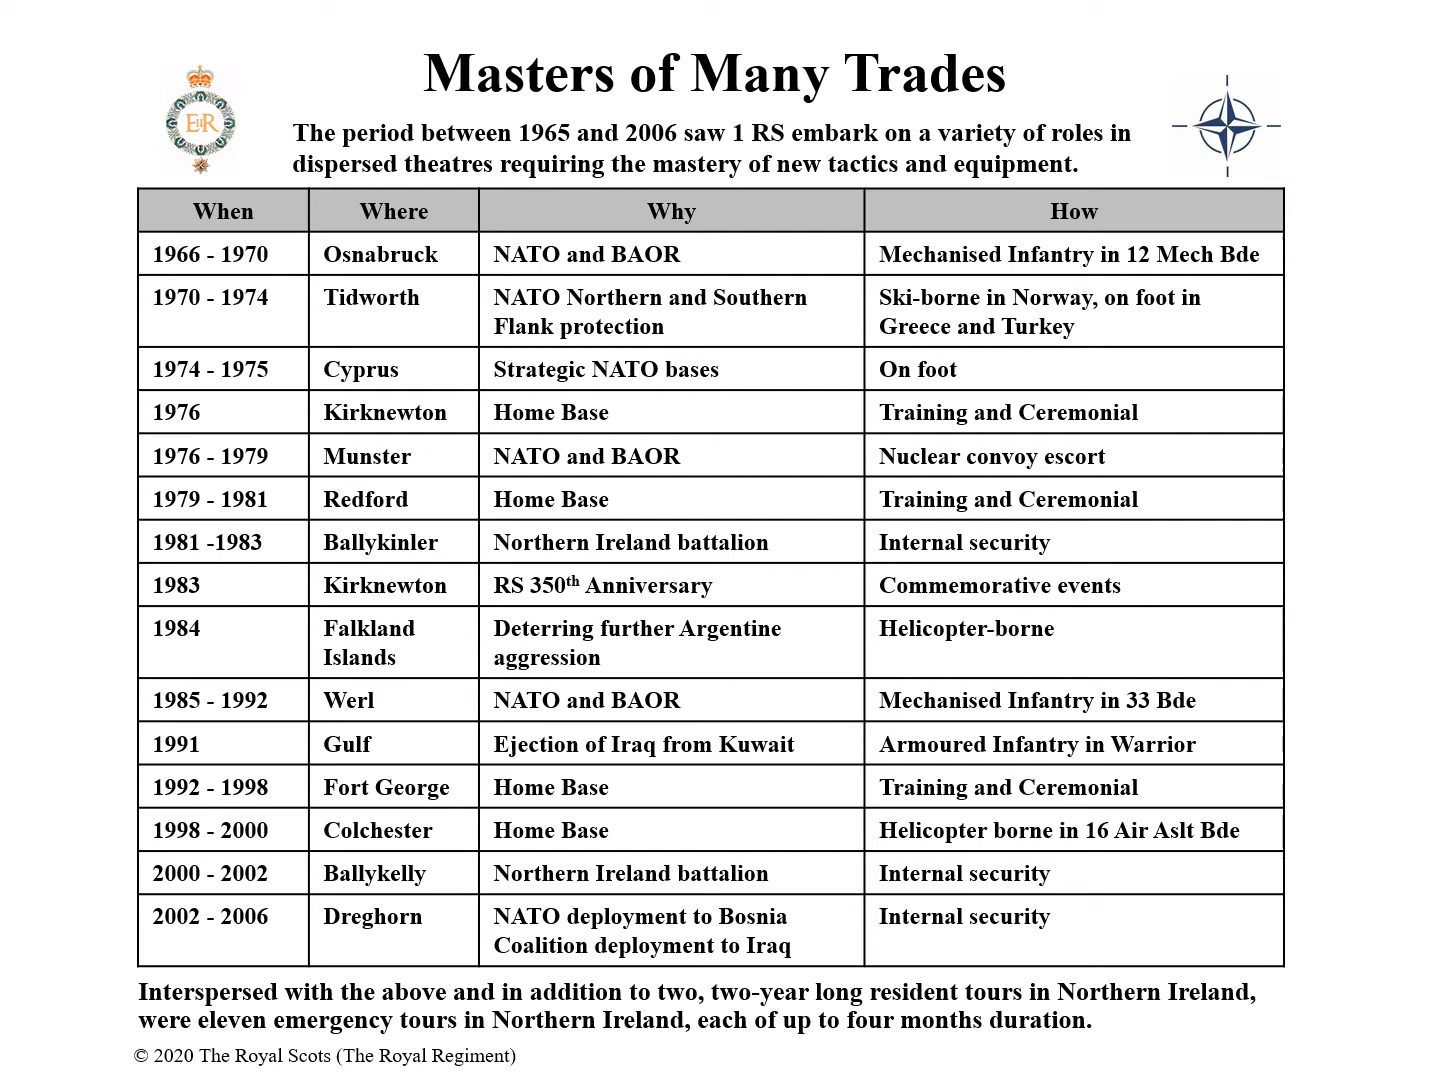 Masters of Many Trades
EIIR
The period between 1965 and 2006 saw 1 RS embark on a variety of roles in
dispersed theatres requiring the mastery of new tactics and equipment.
When Where Why How
1966 - 1970 Osnabruck NATO and BAOR Mechanised Infantry in 12 Mech Bde
1970 - 1974 Tidworth NATO Northern and Southern Ski-borne in Norway, on foot in
Flank protection Greece and Turkey
1974 - 1975 Cyprus Strategic NATO bases On foot
1976 Kirknewton Home Base Training and Ceremonial
1976 - 1979 Munster NATO and BAOR Nuclear convoy escort
1979 - 1981 Redford Home Base Training and Ceremonial
1981 -1983 Ballykinler Northern Ireland battalion Internal security
1983 Kirknewton RS 350th Anniversary Commemorative events
1984 Falkland Deterring further Argentine Helicopter-borne
Islands aggression
1985 - 1992 Werl NATO and BAOR Mechanised Infantry in 33 Bde
1991 Gulf Ejection of Iraq from Kuwait Armoured Infantry in Warrior
1992 - 1998 Fort George Home Base Training and Ceremonial
1998 - 2000 Colchester Home Base Helicopter borne in 16 Air Aslt Bde
2000 - 2002 Ballykelly Northern Ireland battalion Internal security
2002 - 2006 Dreghorn NATO deployment to Bosnia Internal security
Coalition deployment to Iraq
Interspersed with the above and in addition to two, two-year long resident tours in Northern Ireland,
were eleven emergency tours in Northern Ireland, each of up to four months duration.
© 2020 The Royal Scots (The Royal Regiment)